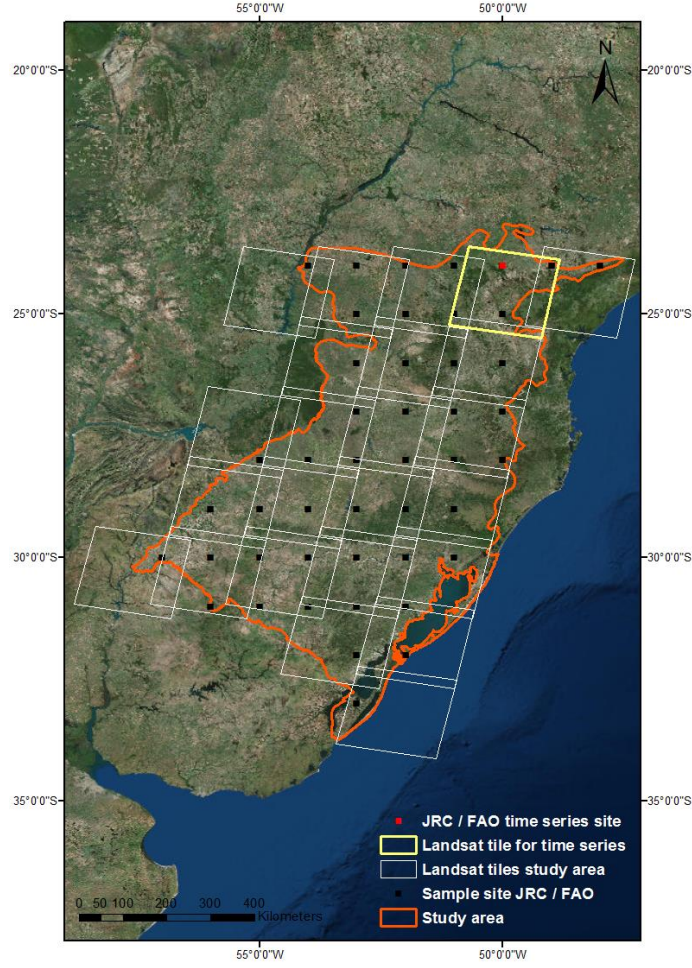 55°0'0"W 50°0'0"W
20°0'0"S 20°0'0"S
N
25°0'0"S 25°0'0"S
30°0'0"S 30°0'0"S
35°0'0"S 35°0'0"S
JRC / FAO time series site
Landsat tile for time series
Landsat tiles study area
Sample site JRC / FAO
Study area
0 50 100 200 300 400
Kilometers
55°0'0"W 50°0'0"W